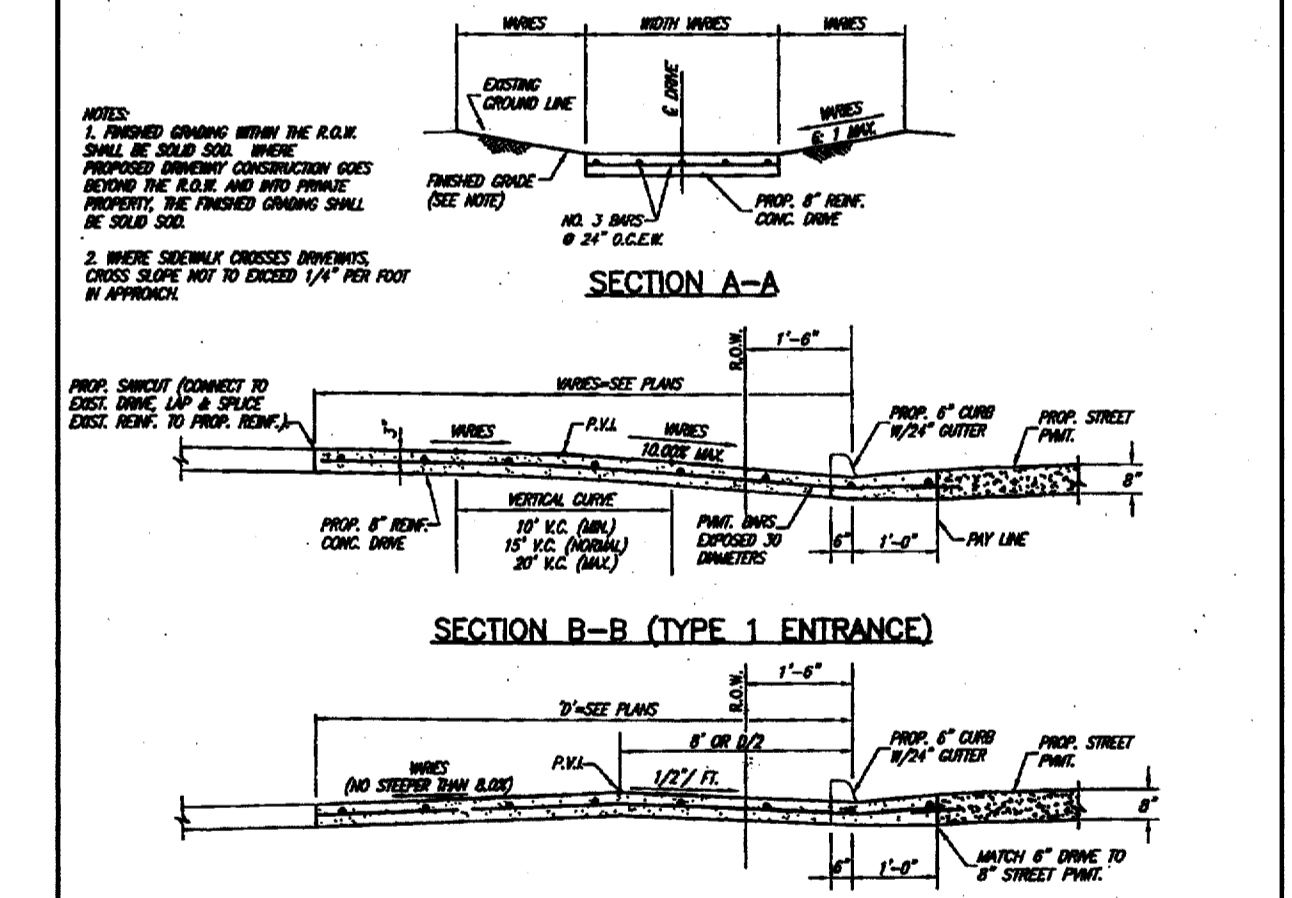 VARIES
WIDTH VARIES
VARIES
EXISTING
GROUND LINE
℄ DRIVE
VARIES
6: 1 MAX.
NOTES:
1. FINISHED GRADING WITHIN THE R.O.W.
SHALL BE SOLID SOD. WHERE
PROPOSED DRIVEWAY CONSTRUCTION GOES
BEYOND THE R.O.W. AND INTO PRIVATE
PROPERTY, THE FINISHED GRADING SHALL
BE SOLID SOD.
2. WHERE SIDEWALK CROSSES DRIVEWAYS,
CROSS SLOPE NOT TO EXCEED 1/4" PER FOOT
IN APPROACH.
FINISHED GRADE
(SEE NOTE)
NO. 3 BARS
@ 24" O.C.E.W.
PROP. 8" REINF.
CONC. DRIVE
SECTION A-A
R.O.W.
1'-6"
PROP. SAWCUT (CONNECT TO
EXIST. DRIVE, LAP & SPLICE
EXIST. REINF. TO PROP. REINF.)
VARIES=SEE PLANS
3"
VARIES
P.V.I.
VARIES
10.00% MAX.
PROP. 6" CURB
W/24" GUTTER
PROP. STREET
PVMT.
8"
PROP. 8" REINF.
CONC. DRIVE
VERTICAL CURVE
10' V.C. (MIN.)
15' V.C. (NORMAL)
20' V.C. (MAX.)
PVMT. BARS
EXPOSED 30
DIAMETERS
6"
1'-0"
PAY LINE
SECTION B-B (TYPE 1 ENTRANCE)
R.O.W.
1'-6"
'D'=SEE PLANS
8' OR D/2
PROP. 6" CURB
W/24" GUTTER
PROP. STREET
PVMT.
VARIES
(NO STEEPER THAN 8.0%)
P.V.I.
1/2"/ FT.
8"
6"
1'-0"
MATCH 6" DRIVE TO
8" STREET PVMT.